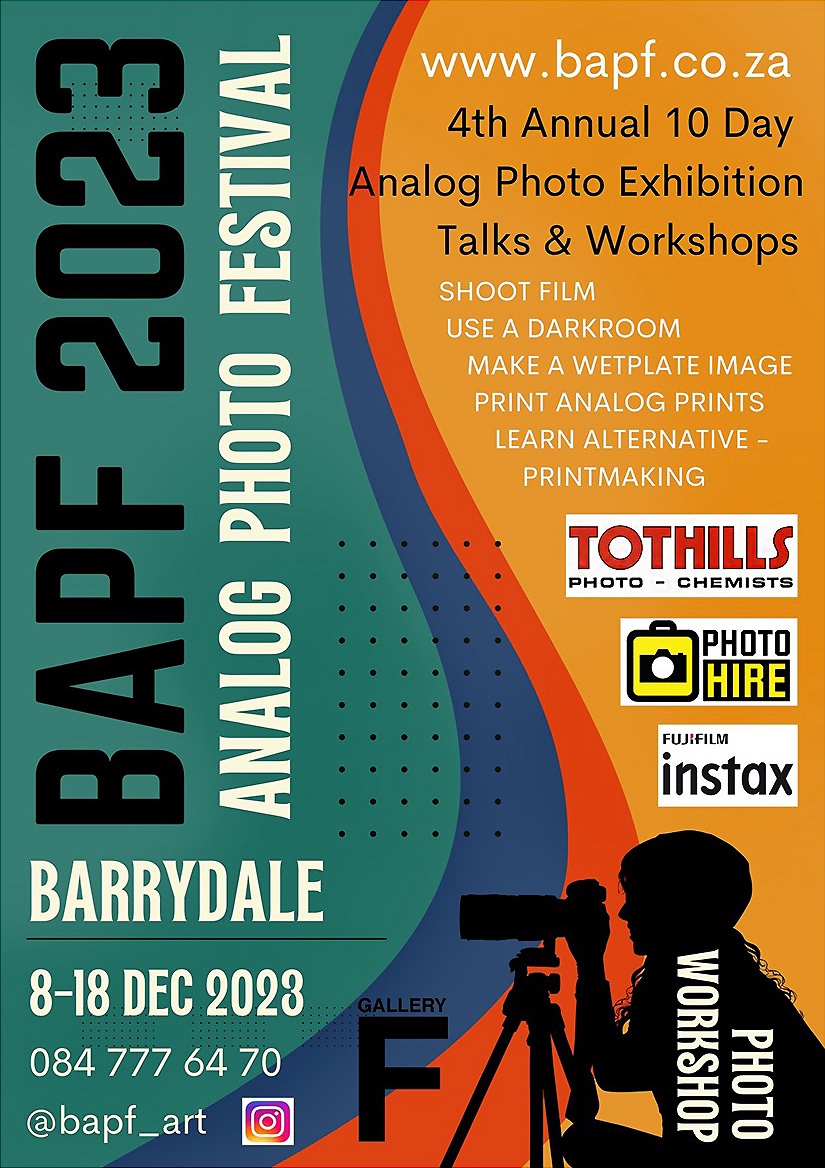 BAPF 2023
ANALOG PHOTO FESTIVAL
www.bapf.co.za
4th Annual 10 Day
Analog Photo Exhibition
Talks & Workshops
SHOOT FILM
USE A DARKROOM
MAKE A WETPLATE IMAGE
PRINT ANALOG PRINTS
LEARN ALTERNATIVE -
PRINTMAKING
TOTHILLS
PHOTO - CHEMISTS
PHOTO
HIRE
FUJIFILM
instax
BARRYDALE
8-18 DEC 2023
084 777 64 70
@bapf_art
GALLERY
F
PHOTO
WORKSHOP